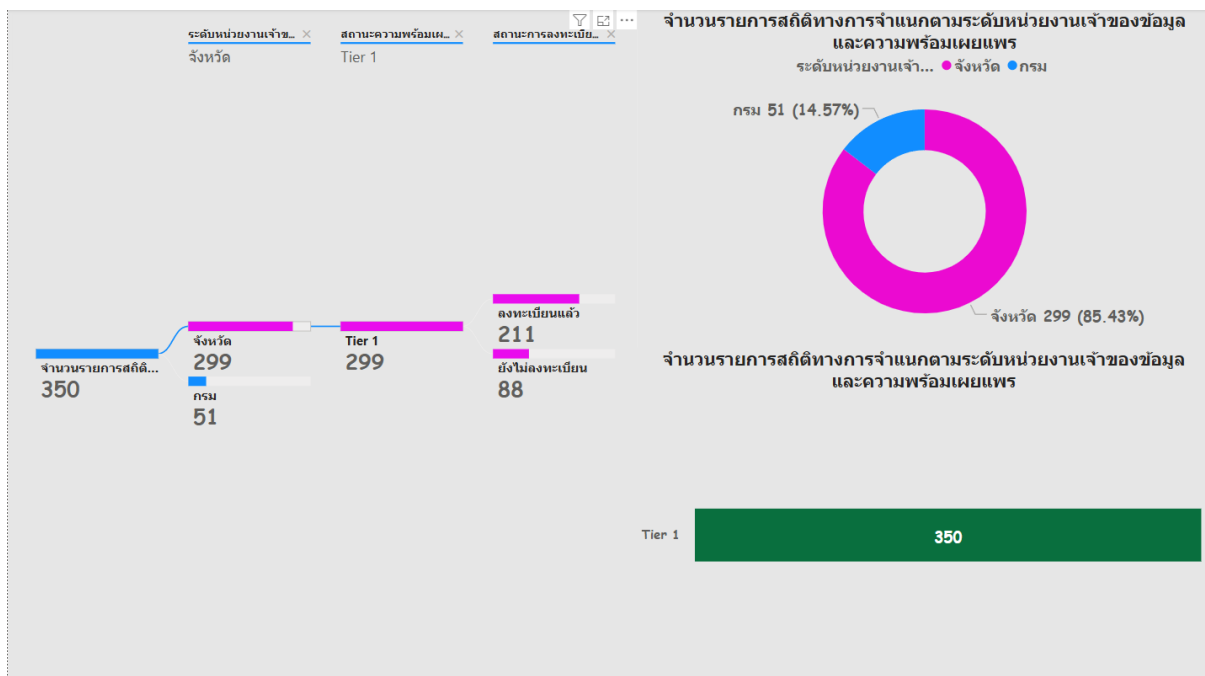 ระดับหน่วยงานเจ้าข...
จังหวัด
สถานะความพร้อมเผ...
Tier 1
สถานะการลงทะเบีย...
จำนวนรายการสถิติ...
350
จังหวัด
299
กรม
51
Tier 1
299
ลงทะเบียนแล้ว
211
ยังไม่ลงทะเบียน
88
จำนวนรายการสถิติทางการจำแนกตามระดับหน่วยงานเจ้าของข้อมูล
และความพร้อมเผยแพร
ระดับหน่วยงานเจ้า... จังหวัด กรม
กรม 51 (14.57%)
จังหวัด 299 (85.43%)
จำนวนรายการสถิติทางการจำแนกตามระดับหน่วยงานเจ้าของข้อมูล
และความพร้อมเผยแพร
Tier 1
350